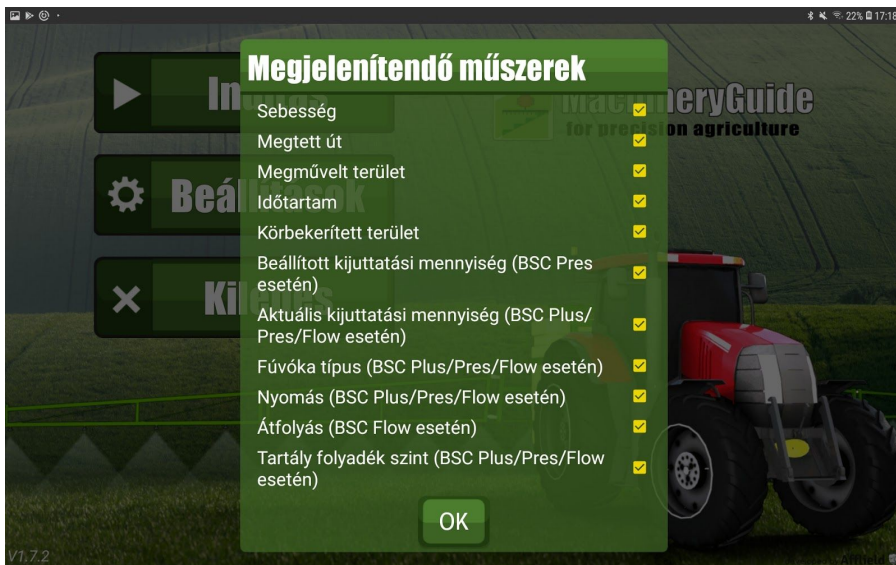 22% 17:18
Megjelenítendő műszerek
MachineryGuide
for precision agriculture
Sebesség
Megtett út
Megművelt terület
Időtartam
Körbekerített terület
Beállított kijuttatási mennyiség (BSC Pres
esetén)
Aktuális kijuttatási mennyiség (BSC Plus/
Pres/Flow esetén)
Fúvóka típus (BSC Plus/Pres/Flow esetén)
Nyomás (BSC Plus/Pres/Flow esetén)
Átfolyás (BSC Flow esetén)
Tartály folyadék szint (BSC Plus/Pres/Flow
esetén)
OK
Indítás
Beállítások
Kilépés
V1.7.2